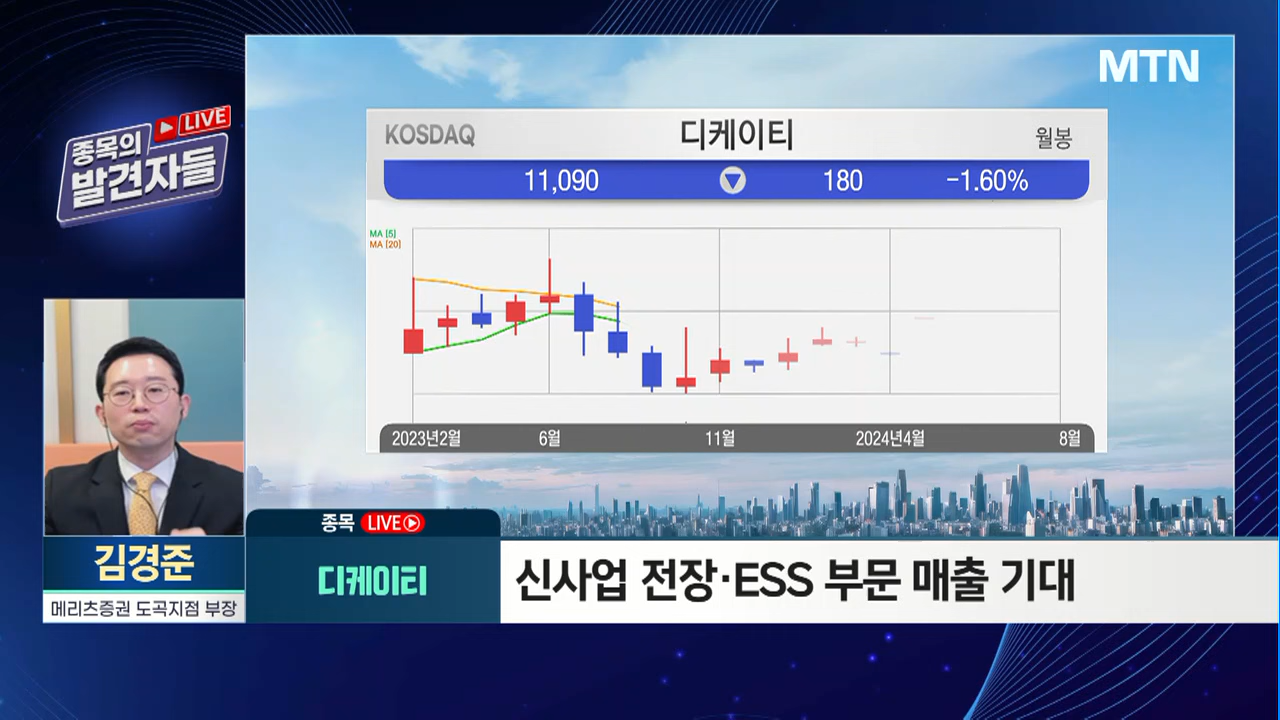 MTN
LIVE
종목의
발견자들
KOSDAQ
디케이티
월봉
11,090 180 -1.60%
MA [5]
MA [20]
2023년2월 6월 11월 2024년4월 8월
김경준
메리츠증권 도곡지점 부장
종목 LIVE
디케이티
신사업 전장·ESS 부문 매출 기대